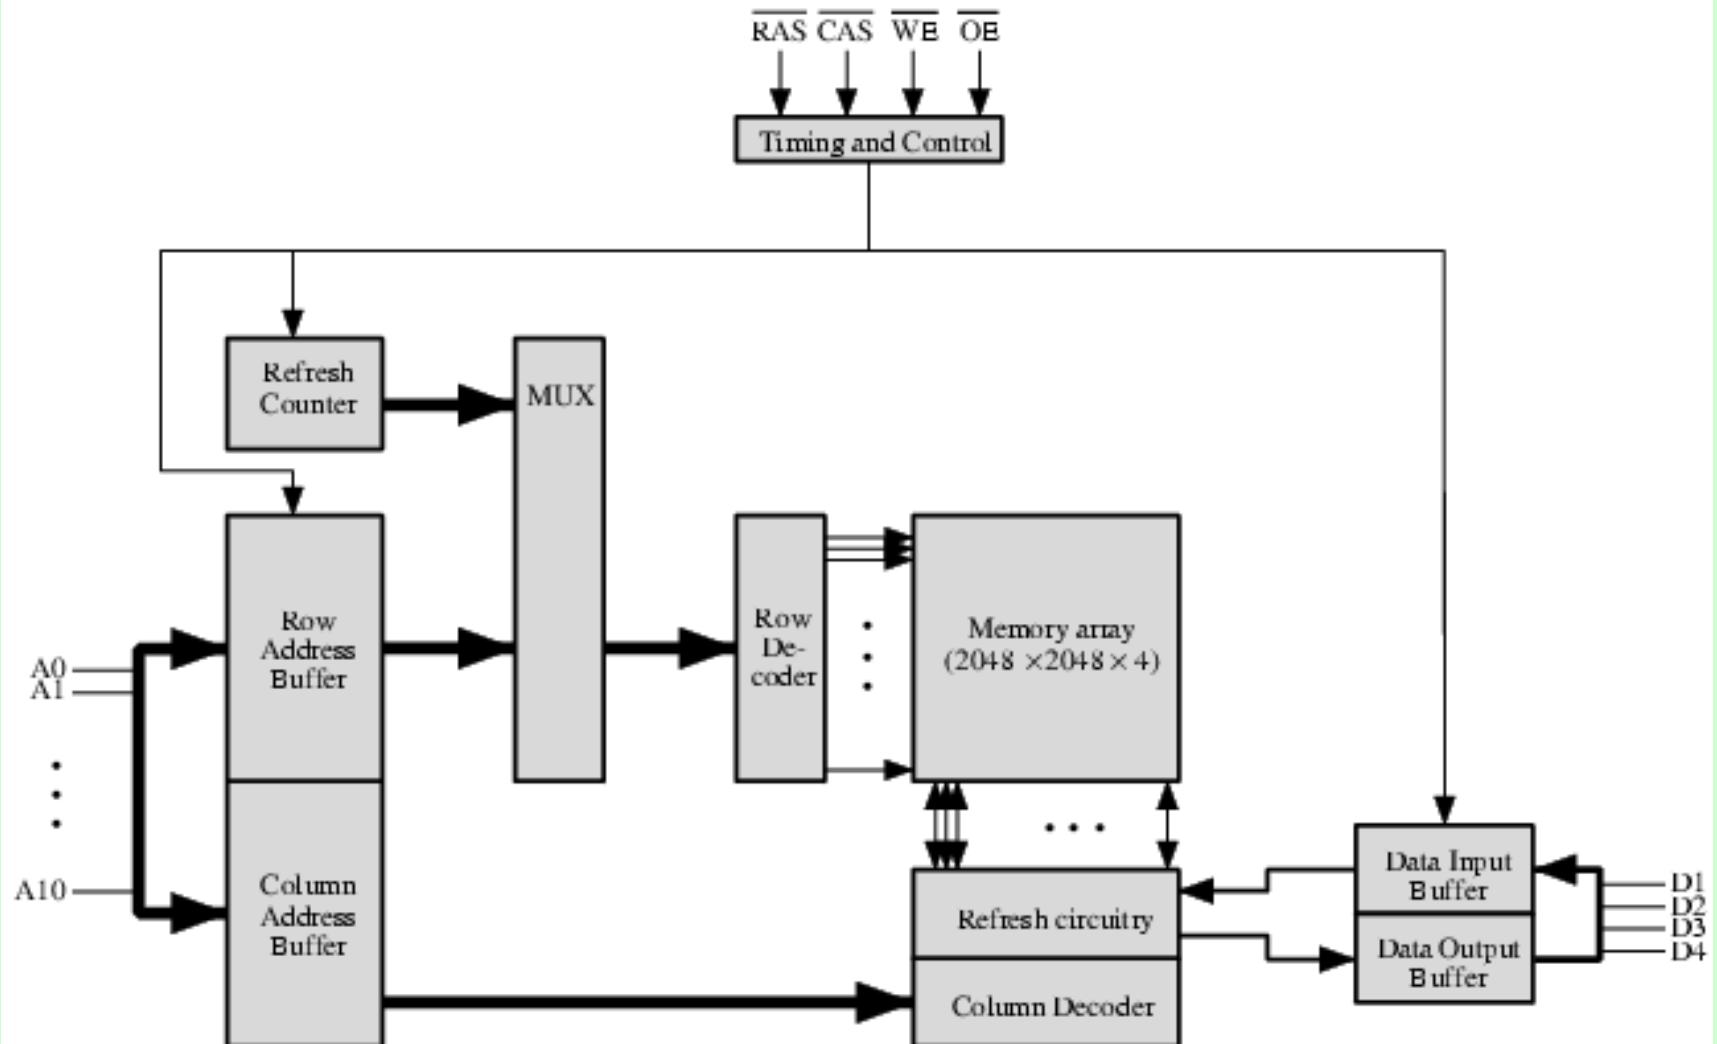 RAS CAS WE OE
Timing and Control
Refresh
Counter
MUX
Row
Address
Buffer
Row
De-
coder
Memory array
(2048 ×2048 × 4)
A0
A1
A10
Column
Address
Buffer
Refresh circuitry
Column Decoder
Data Input
Buffer
Data Output
Buffer
D1
D2
D3
D4